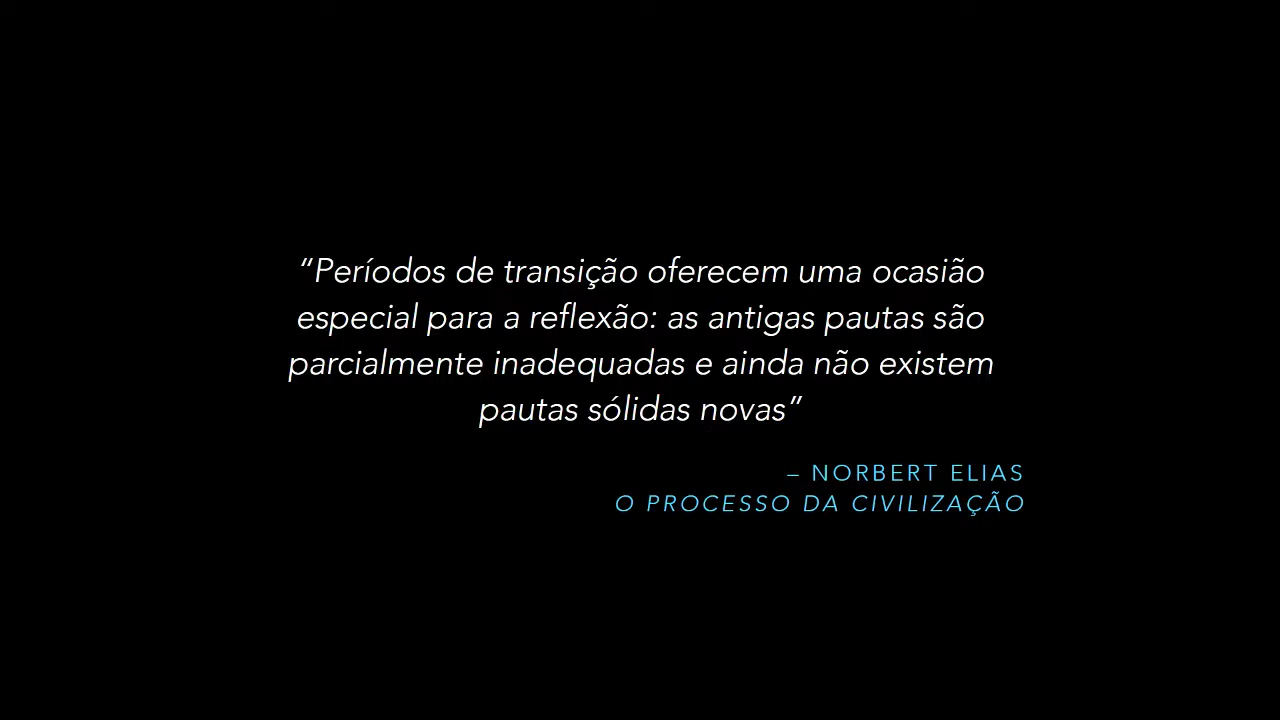 “Períodos de transição oferecem uma ocasião
especial para a reflexão: as antigas pautas são
parcialmente inadequadas e ainda não existem
pautas sólidas novas”
– NORBERT ELIAS
O PROCESSO DA CIVILIZAÇÃO